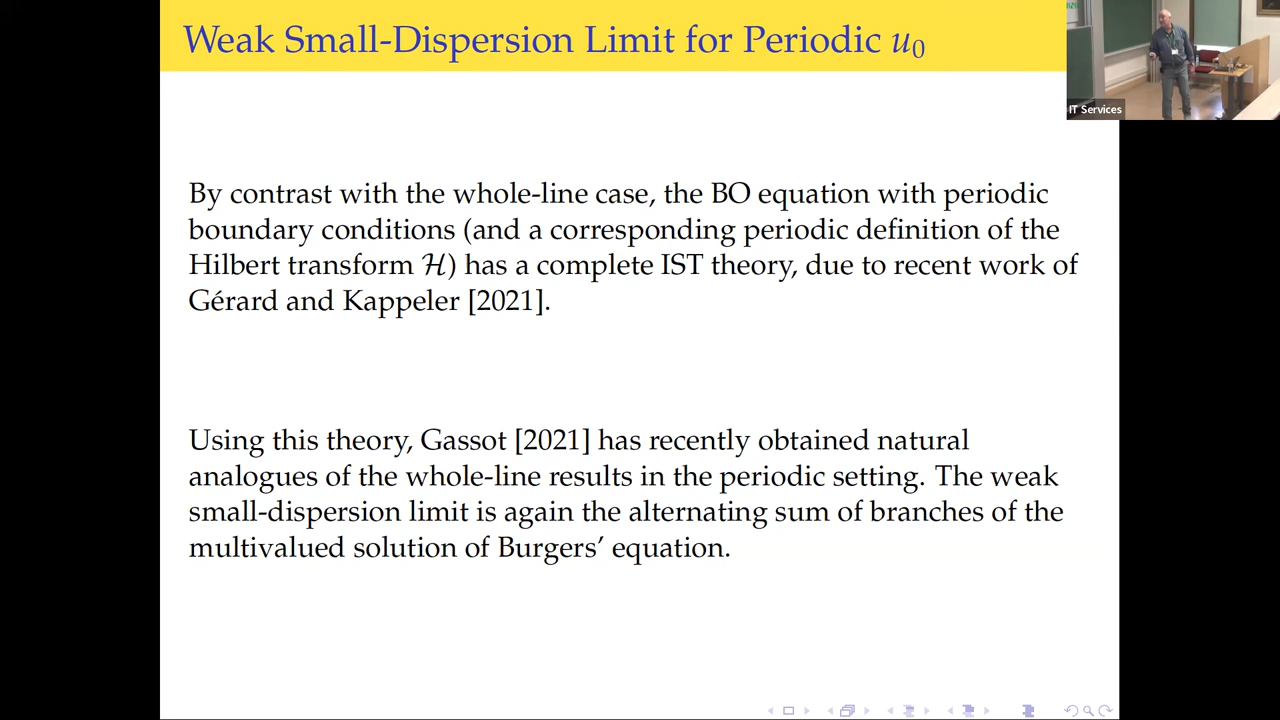 Weak Small-Dispersion Limit for Periodic u₀
By contrast with the whole-line case, the BO equation with periodic
boundary conditions (and a corresponding periodic definition of the
Hilbert transform ℋ) has a complete IST theory, due to recent work of
Gérard and Kappeler [2021].
Using this theory, Gassot [2021] has recently obtained natural
analogues of the whole-line results in the periodic setting. The weak
small-dispersion limit is again the alternating sum of branches of the
multivalued solution of Burgers’ equation.
IT Services